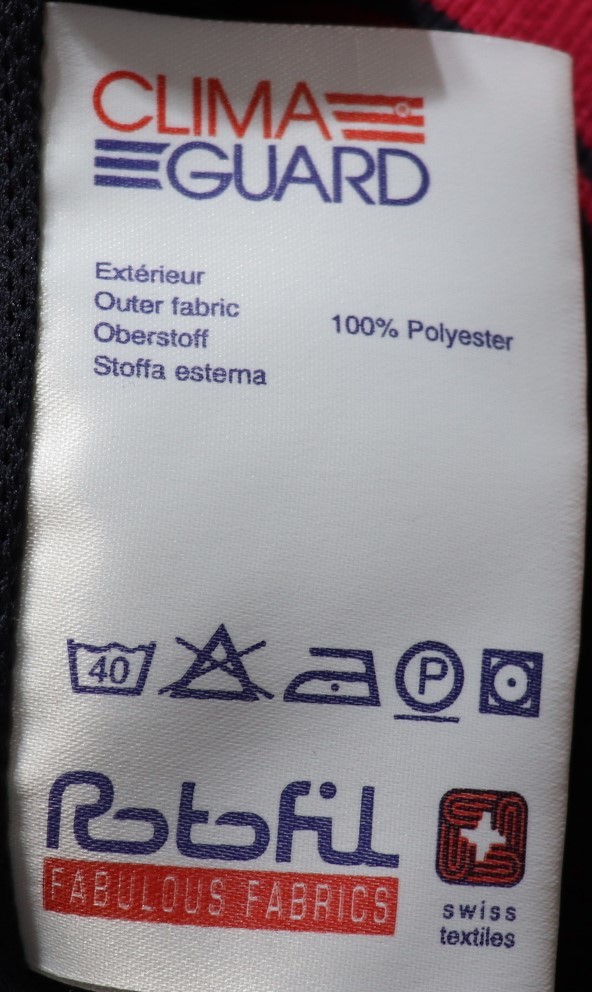 CLIMA
GUARD
Extérieur
Outer fabric
Oberstoff
Stoffa esterna
100% Polyester
40
P
Rotofil
FABULOUS FABRICS
swiss
textiles